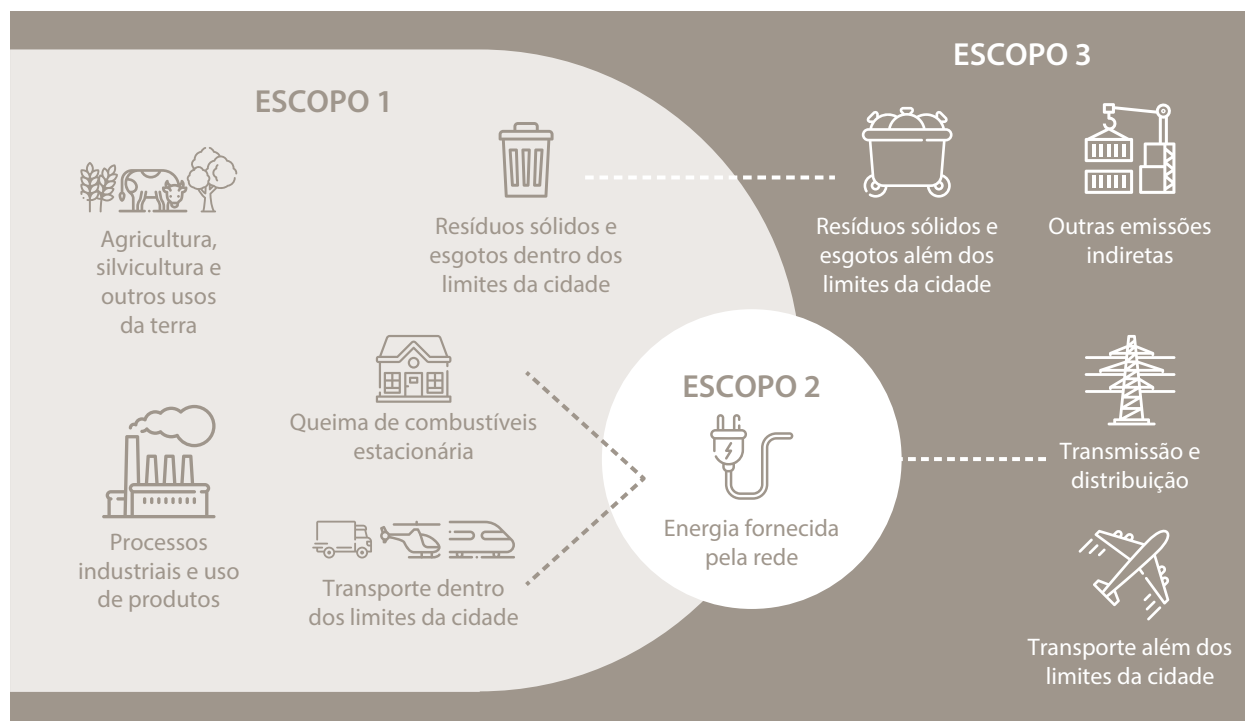 ESCOPO 1
Agricultura,
silvicultura e
outros usos
da terra
Resíduos sólidos e
esgotos dentro dos
limites da cidade
Queima de combustíveis
estacionária
Processos
industriais e uso
de produtos
Transporte dentro
dos limites da cidade
ESCOPO 2
Energia fornecida
pela rede
ESCOPO 3
Resíduos sólidos e
esgotos além dos
limites da cidade
Outras emissões
indiretas
Transmissão e
distribuição
Transporte além dos
limites da cidade